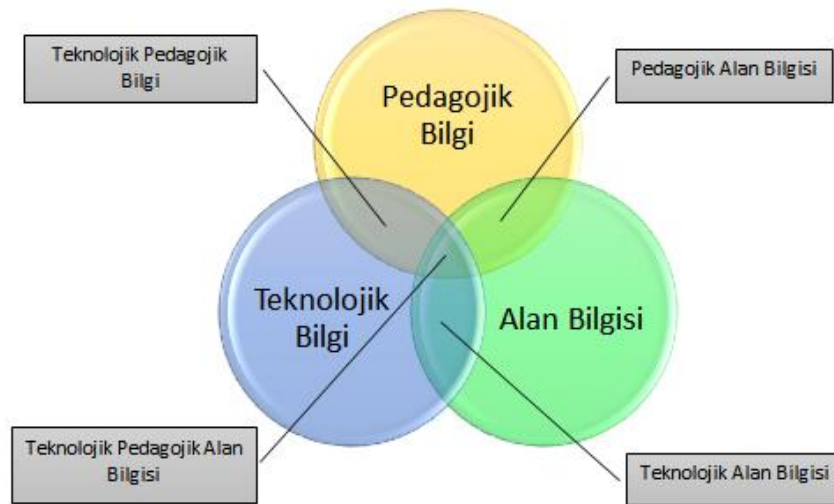 Teknolojik Pedagojik
Bilgi
Pedagojik Alan Bilgisi
Pedagojik
Bilgi
Teknolojik
Bilgi
Alan Bilgisi
Teknolojik Pedagojik Alan
Bilgisi
Teknolojik Alan Bilgisi